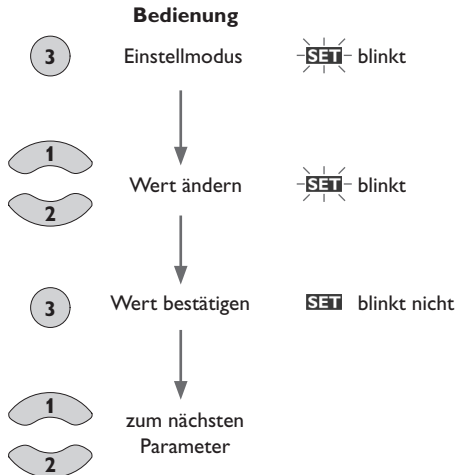 Bedienung
3 Einstellmodus SET blinkt
1
Wert ändern SET blinkt
2
3 Wert bestätigen SET blinkt nicht
1
zum nächsten
Parameter
2